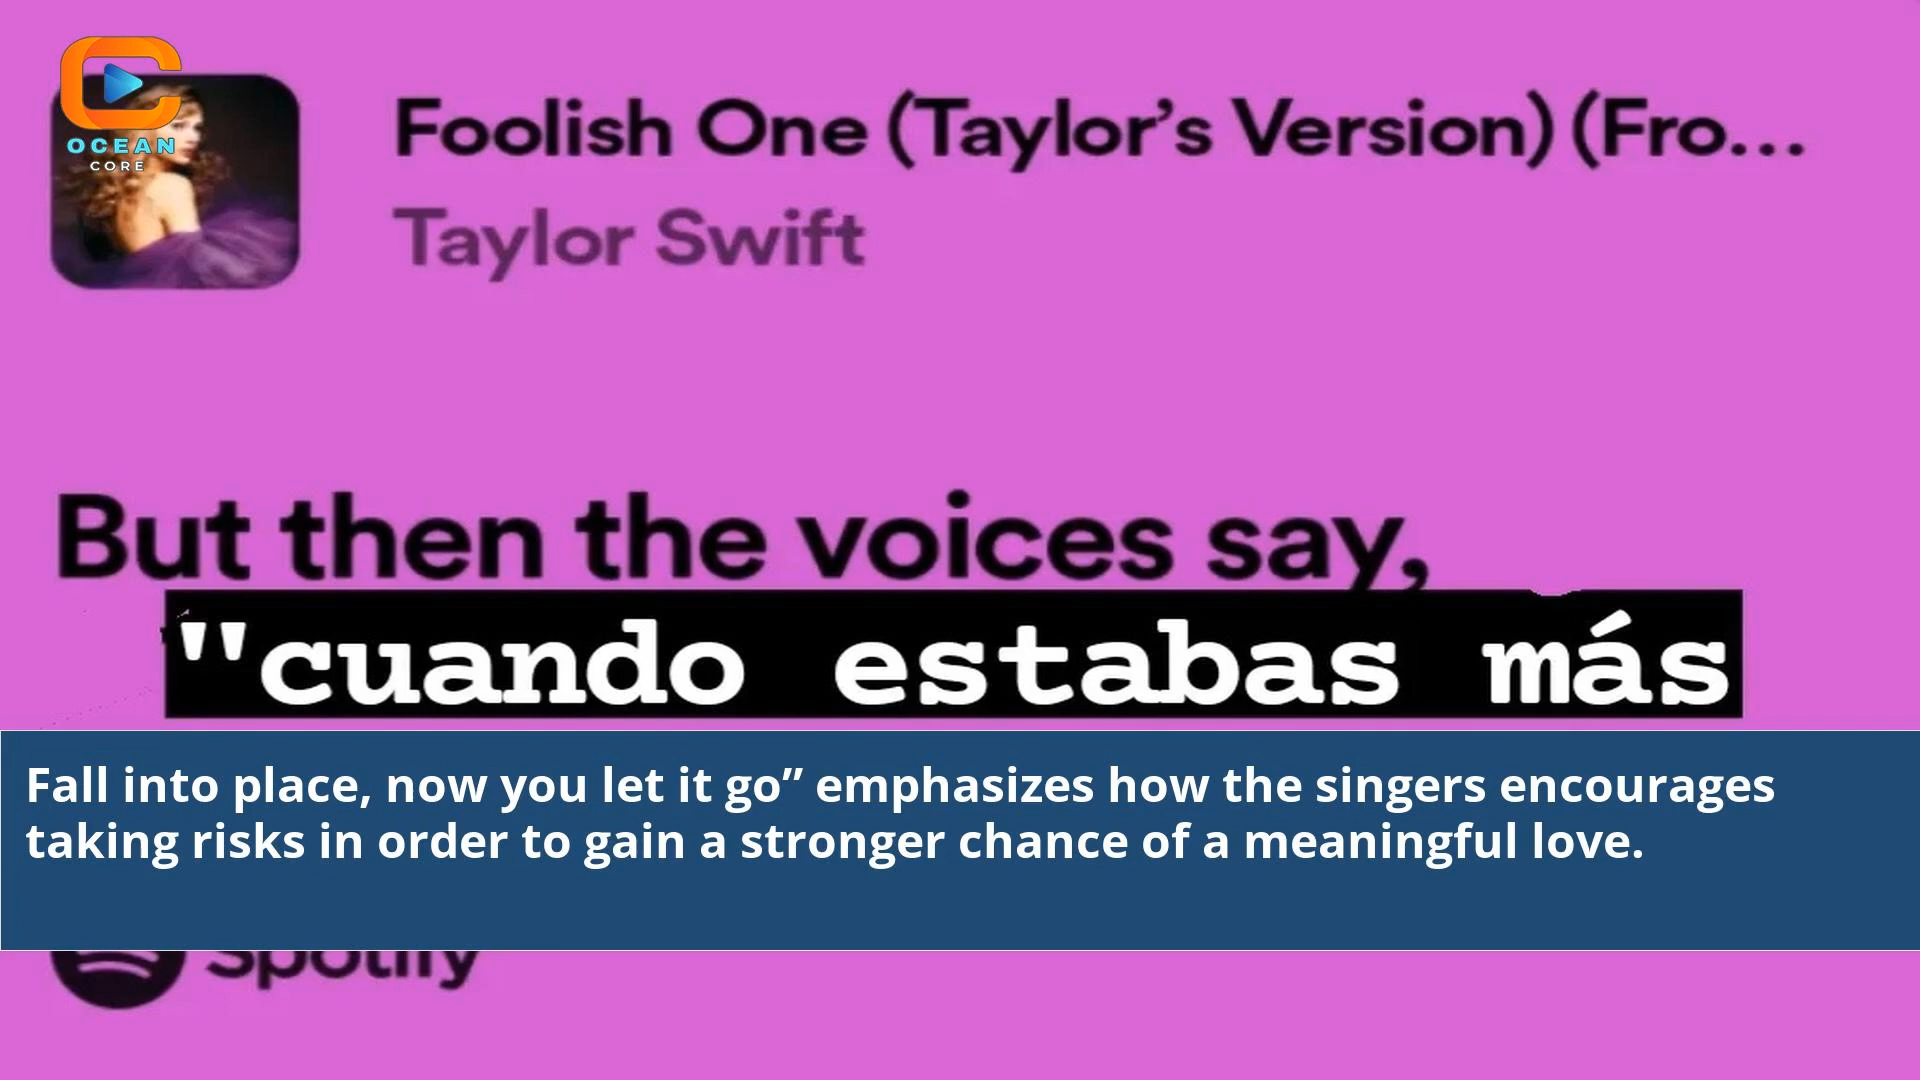 OCEAN
CORE
Foolish One (Taylor’s Version) (Fro...
Taylor Swift
But then the voices say,
"cuando estabas más
Fall into place, now you let it go” emphasizes how the singers encourages
taking risks in order to gain a stronger chance of a meaningful love.
Spotify